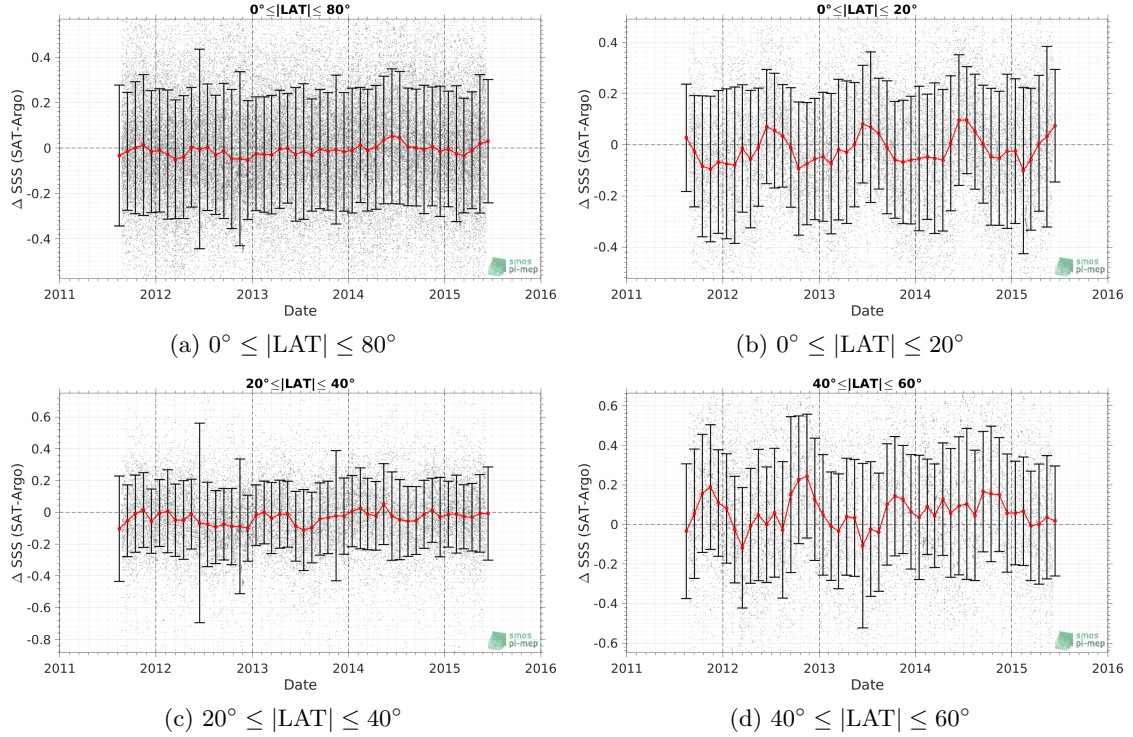 0°≤|LAT|≤ 80°
Δ SSS (SAT-Argo)
0.4
0.2
0
-0.2
-0.4
2011 2012 2013 2014 2015 2016
Date
smos
pi-mep
(a) 0° ≤ |LAT| ≤ 80°
0°≤|LAT|≤ 20°
Δ SSS (SAT-Argo)
0.4
0.2
0
-0.2
-0.4
2011 2012 2013 2014 2015 2016
Date
smos
pi-mep
(b) 0° ≤ |LAT| ≤ 20°
20°≤|LAT|≤ 40°
Δ SSS (SAT-Argo)
0.6
0.4
0.2
0
-0.2
-0.4
-0.6
-0.8
2011 2012 2013 2014 2015 2016
Date
smos
pi-mep
(c) 20° ≤ |LAT| ≤ 40°
40°≤|LAT|≤ 60°
Δ SSS (SAT-Argo)
0.6
0.4
0.2
0
-0.2
-0.4
-0.6
2011 2012 2013 2014 2015 2016
Date
smos
pi-mep
(d) 40° ≤ |LAT| ≤ 60°